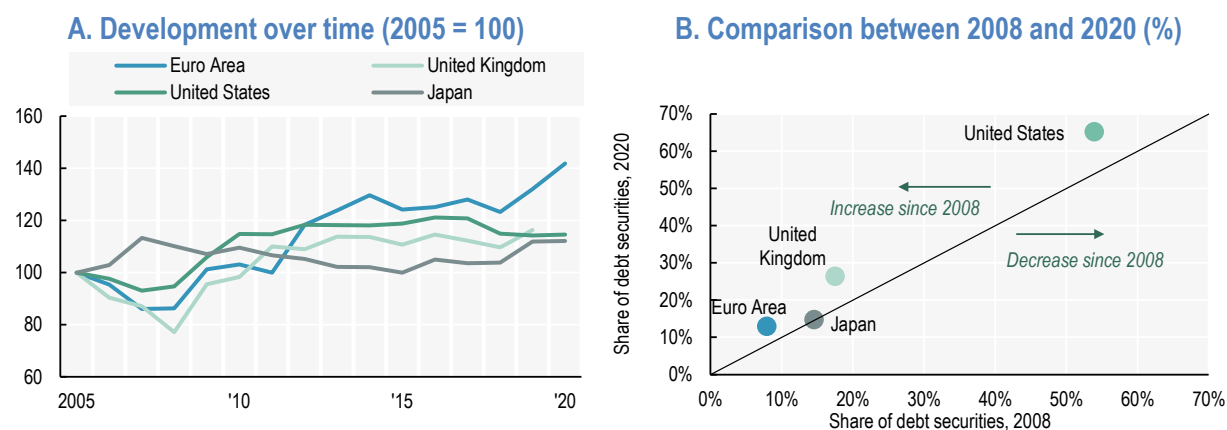 A. Development over time (2005 = 100)
Euro Area
United Kingdom
United States
Japan
160
140
120
100
80
60
2005
'10
'15
'20
B. Comparison between 2008 and 2020 (%)
Share of debt securities, 2020
70%
60%
50%
40%
30%
20%
10%
0%
United States
Increase since 2008
Decrease since 2008
United
Kingdom
Euro Area
Japan
0%
10%
20%
30%
40%
50%
60%
70%
Share of debt securities, 2008